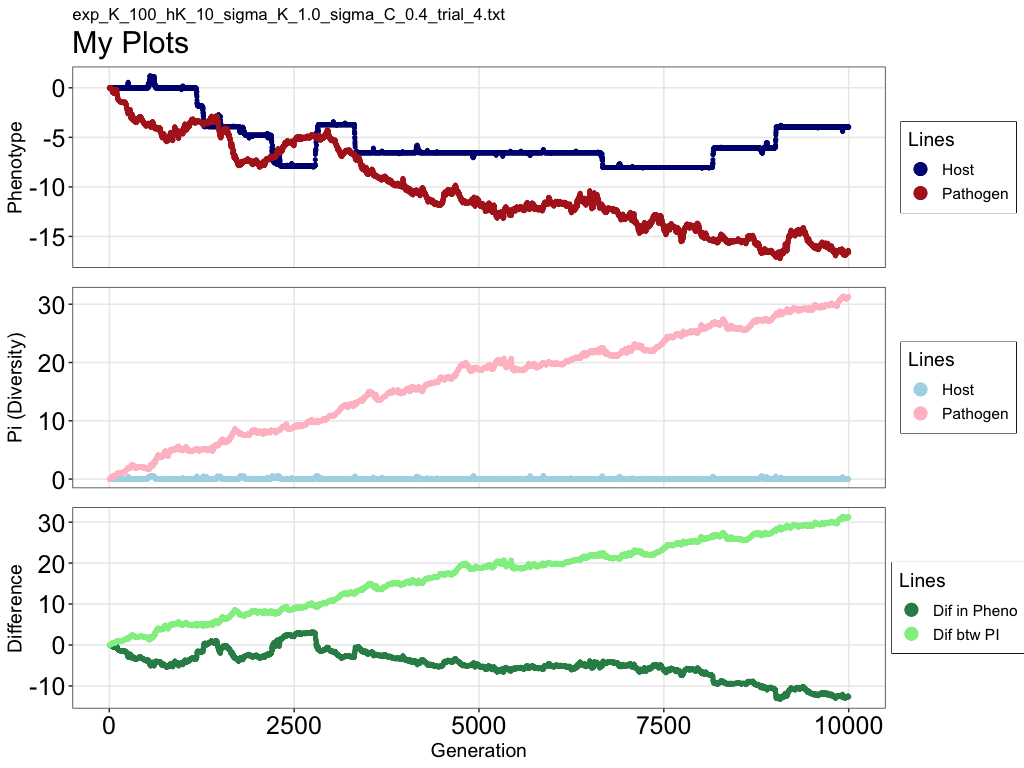 exp_K_100_hK_10_sigma_K_1.0_sigma_C_0.4_trial_4.txt
My Plots
Phenotype
0
-5
-10
-15
Lines
Host
Pathogen
Pi (Diversity)
30
20
10
0
Lines
Host
Pathogen
Difference
30
20
10
0
-10
Lines
Dif in Pheno
Dif btw PI
0 2500 5000 7500 10000
Generation